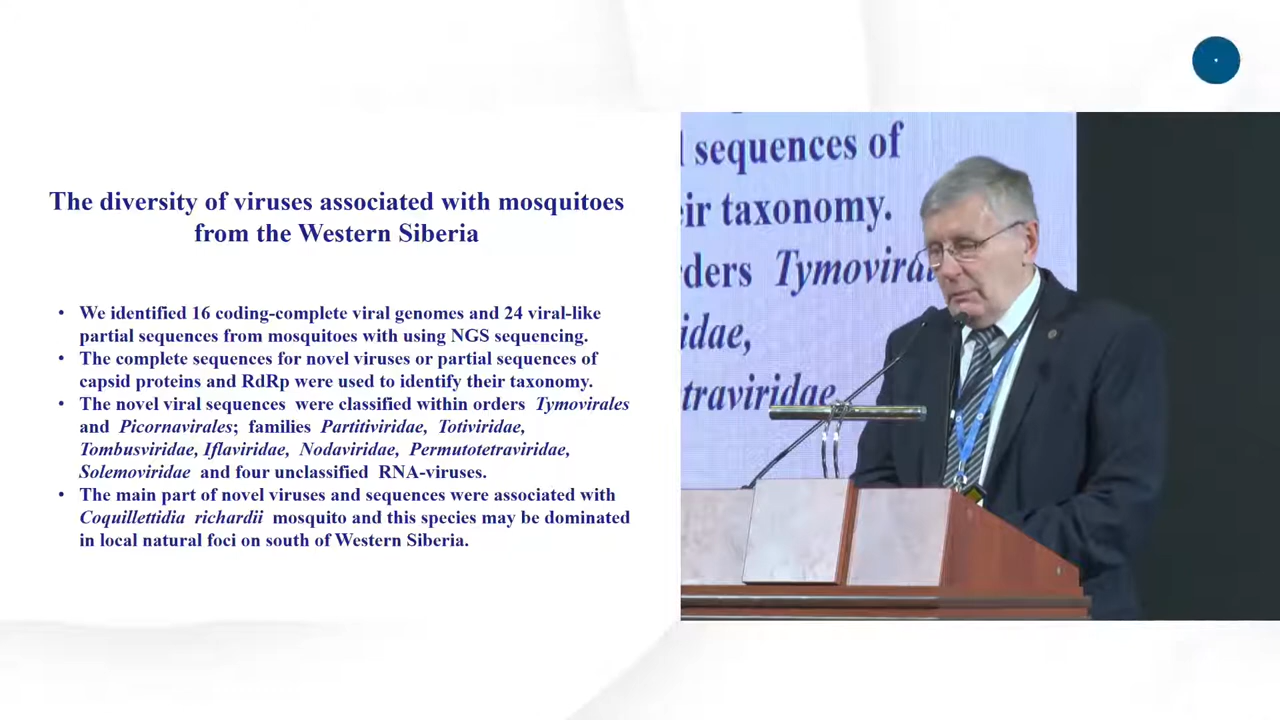 The diversity of viruses associated with mosquitoes
from the Western Siberia
• We identified 16 coding-complete viral genomes and 24 viral-like
partial sequences from mosquitoes with using NGS sequencing.
• The complete sequences for novel viruses or partial sequences of
capsid proteins and RdRp were used to identify their taxonomy.
• The novel viral sequences were classified within orders Tymovirales
and Picornavirales; families Partitiviridae, Totiviridae,
Tombusviridae, Iflaviridae, Nodaviridae, Permutotetraviridae,
Solemoviridae and four unclassified RNA-viruses.
• The main part of novel viruses and sequences were associated with
Coquillettidia richardii mosquito and this species may be dominated
in local natural foci on south of Western Siberia.
l sequences of
eir taxonomy.
rders Tymovira
idae,
traviridae